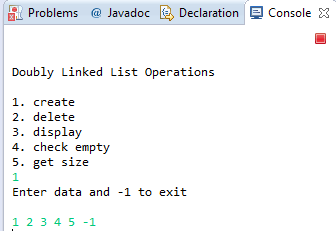 Problems @ Javadoc Declaration Console
Doubly Linked List Operations
1. create
2. delete
3. display
4. check empty
5. get size
1
Enter data and -1 to exit
1 2 3 4 5 -1